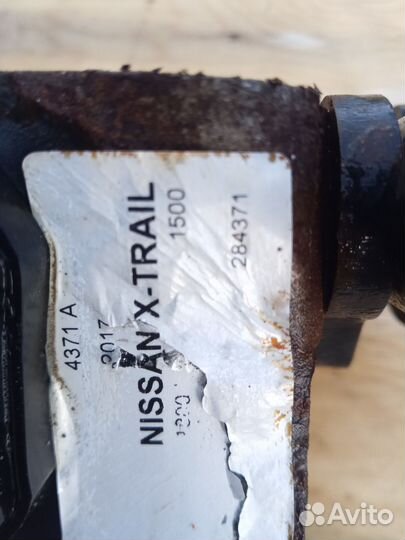 4371 A
2017
NISSAN X-TRAIL
1500
284371
Avito